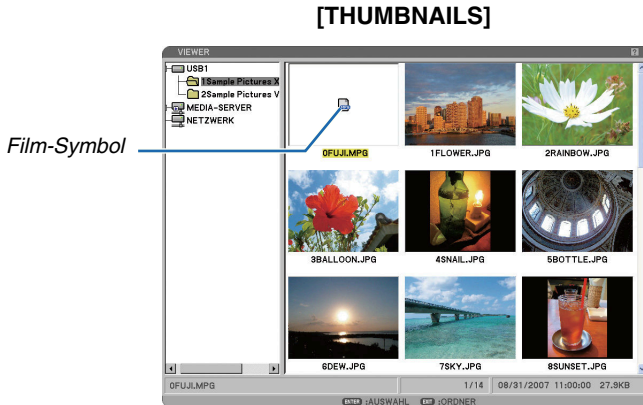 [THUMBNAILS]
VIEWER
USB1
1Sample Pictures X
2Sample Pictures V
MEDIA-SERVER
NETZWERK
Film-Symbol
0FUJI.MPG
1FLOWER.JPG
2RAINBOW.JPG
3BALLOON.JPG
4SNAIL.JPG
5BOTTLE.JPG
6DEW.JPG
7SKY.JPG
8SUNSET.JPG
0FUJI.MPG 1/14 08/31/2007 11:00:00 27.9KB
ENTER :AUSWAHL EXIT :ORDNER